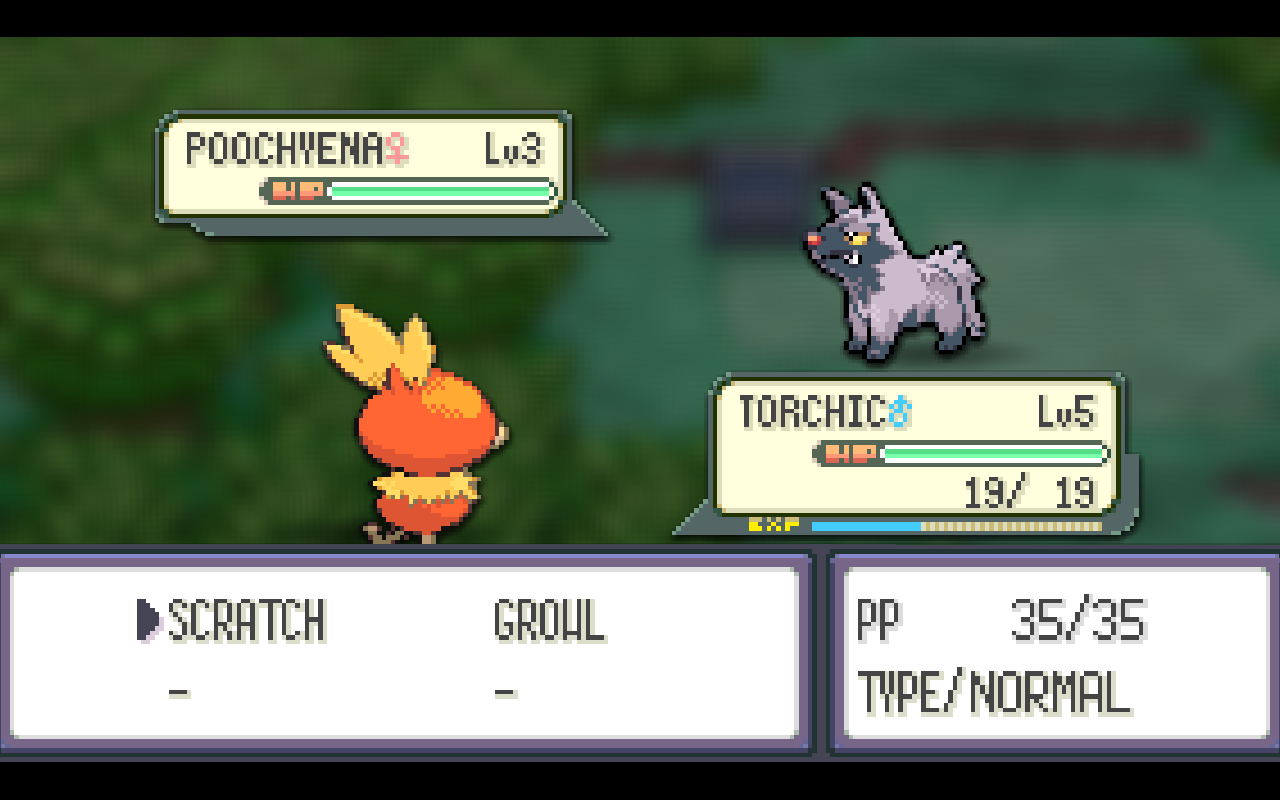 POOCHYENA♀ Lv3
HP
TORCHIC♂ Lv5
HP
19/ 19
EXP
SCRATCH GROWL
- -
PP 35/35
TYPE/NORMAL